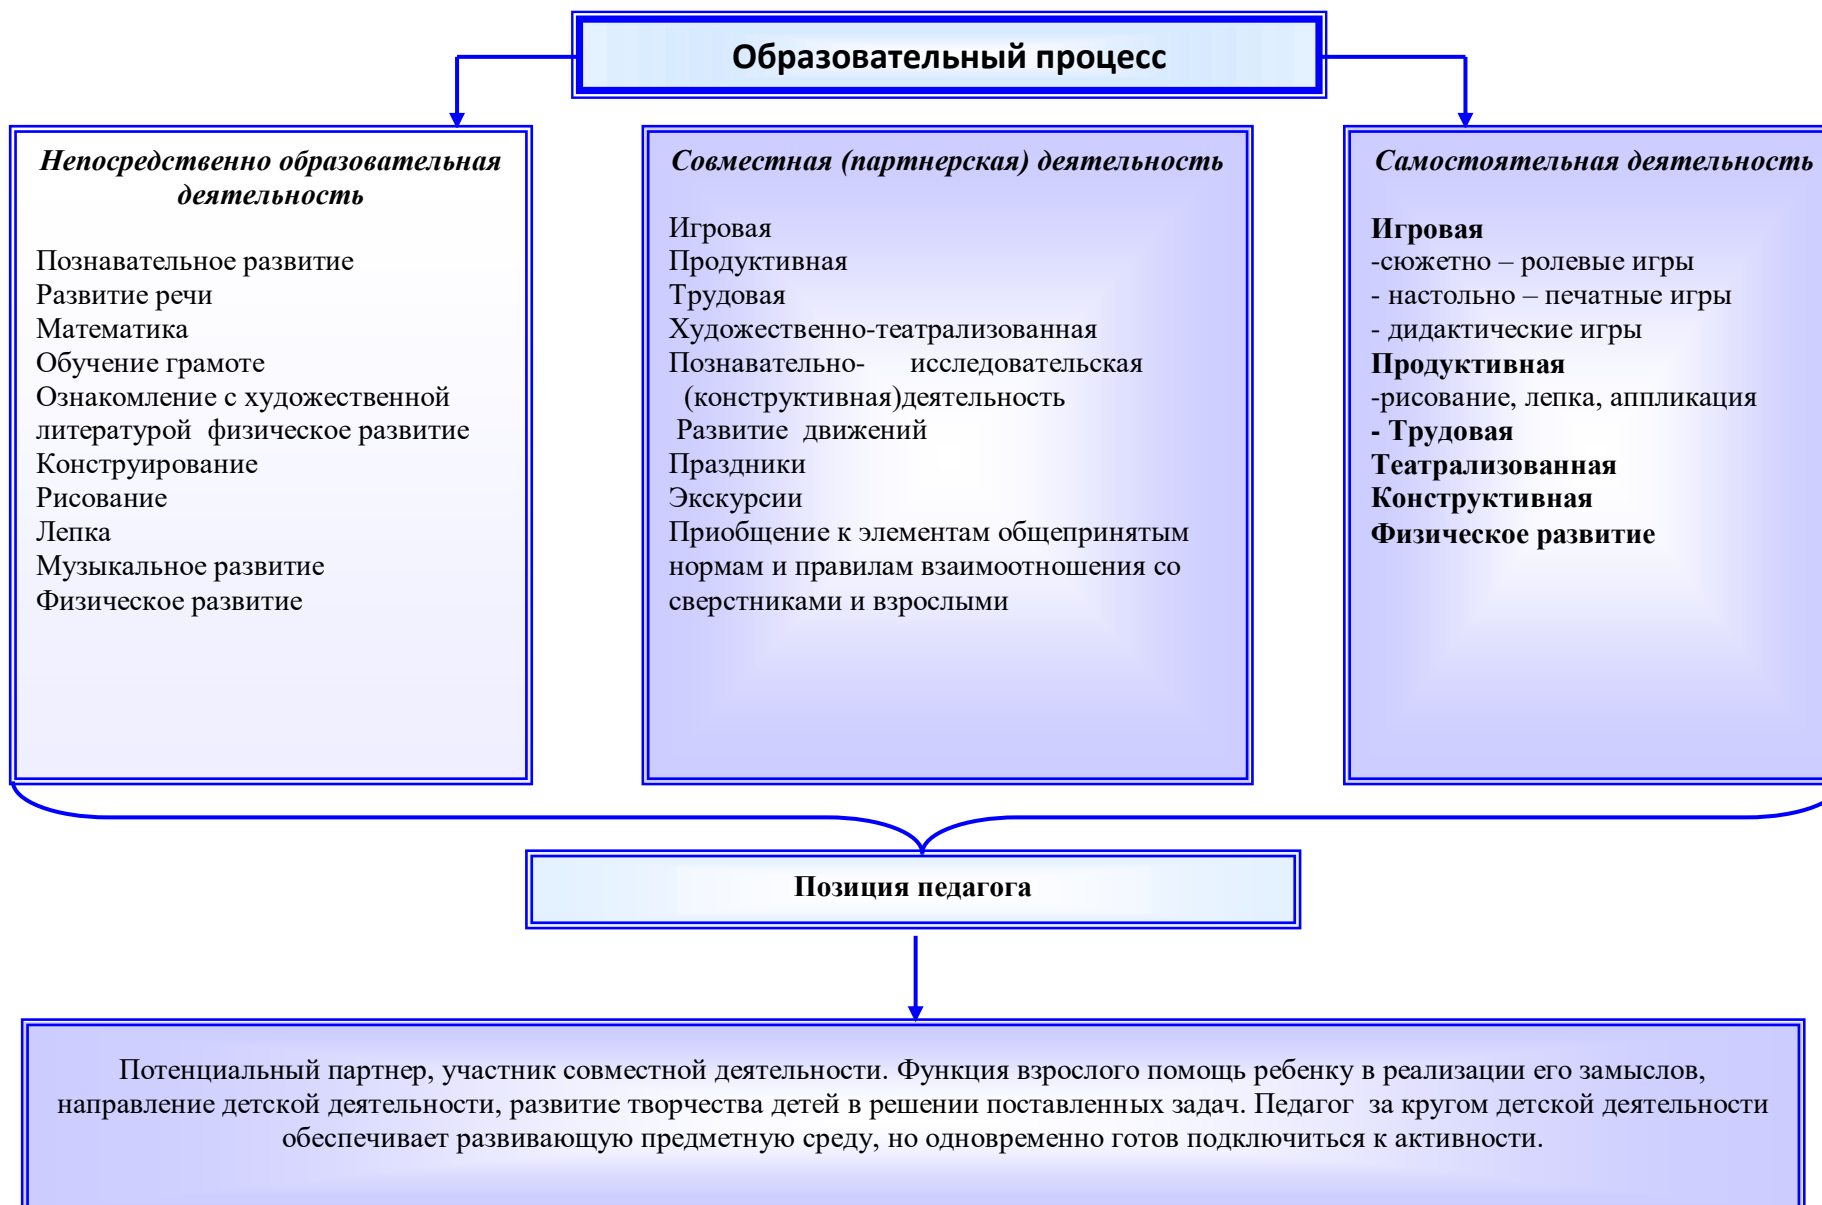 Образовательный процесс
Непосредственно образовательная
деятельность
Познавательное развитие
Развитие речи
Математика
Обучение грамоте
Ознакомление с художественной
литературой  физическое развитие
Конструирование
Рисование
Лепка
Музыкальное развитие
Физическое развитие
Совместная (партнерская) деятельность
Игровая
Продуктивная
Трудовая
Художественно-театрализованная
Познавательно-     исследовательская
(конструктивная)деятельность
Развитие  движений
Праздники
Экскурсии
Приобщение к элементам общепринятым
нормам и правилам взаимоотношения со
сверстниками и взрослыми
Самостоятельная деятельность
Игровая
-сюжетно – ролевые игры
- настольно – печатные игры
- дидактические игры
Продуктивная
-рисование, лепка, аппликация
- Трудовая
Театрализованная
Конструктивная
Физическое развитие
Позиция педагога
Потенциальный партнер, участник совместной деятельности. Функция взрослого помощь ребенку в реализации его замыслов,
направление детской деятельности, развитие творчества детей в решении поставленных задач. Педагог  за кругом детской деятельности
обеспечивает развивающую предметную среду, но одновременно готов подключиться к активности.